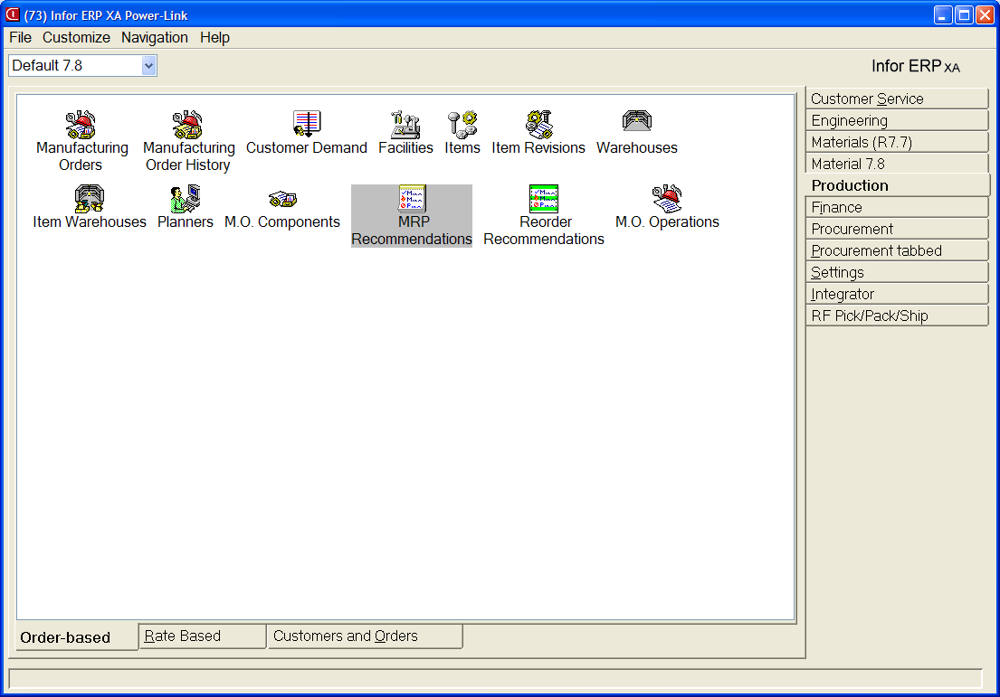 (73) Infor ERP XA Power-Link
File Customize Navigation Help
Default 7.8
Infor ERP XA
Manufacturing
Orders
Manufacturing
Order History
Customer Demand
Facilities
Items
Item Revisions
Warehouses
Item Warehouses
Planners
M.O. Components
MRP
Recommendations
Reorder
Recommendations
M.O. Operations
Customer Service
Engineering
Materials (R7.7)
Material 7.8
Production
Finance
Procurement
Procurement tabbed
Settings
Integrator
RF Pick/Pack/Ship
Order-based
Rate Based
Customers and Orders